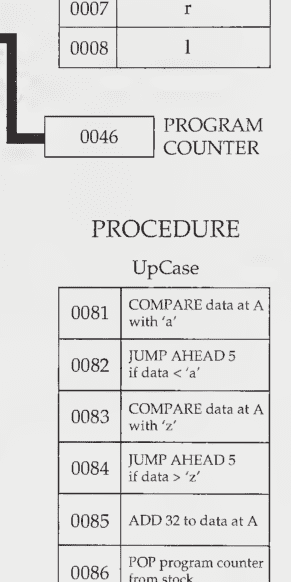 0007 r
0008 l
0046
PROGRAM
COUNTER
PROCEDURE
UpCase
0081 COMPARE data at A
with ‘a’
0082 JUMP AHEAD 5
if data < ‘a’
0083 COMPARE data at A
with ‘z’
0084 JUMP AHEAD 5
if data > ‘z’
0085 ADD 32 to data at A
0086 POP program counter
from stock